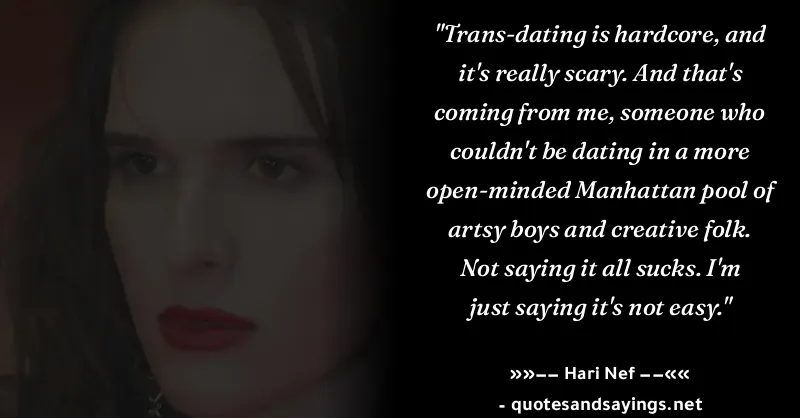 "Trans-dating is hardcore, and
it's really scary. And that's
coming from me, someone who
couldn't be dating in a more
open-minded Manhattan pool of
artsy boys and creative folk.
Not saying it all sucks. I'm
just saying it's not easy."
»»−− Hari Nef −−««
- quotesandsayings.net